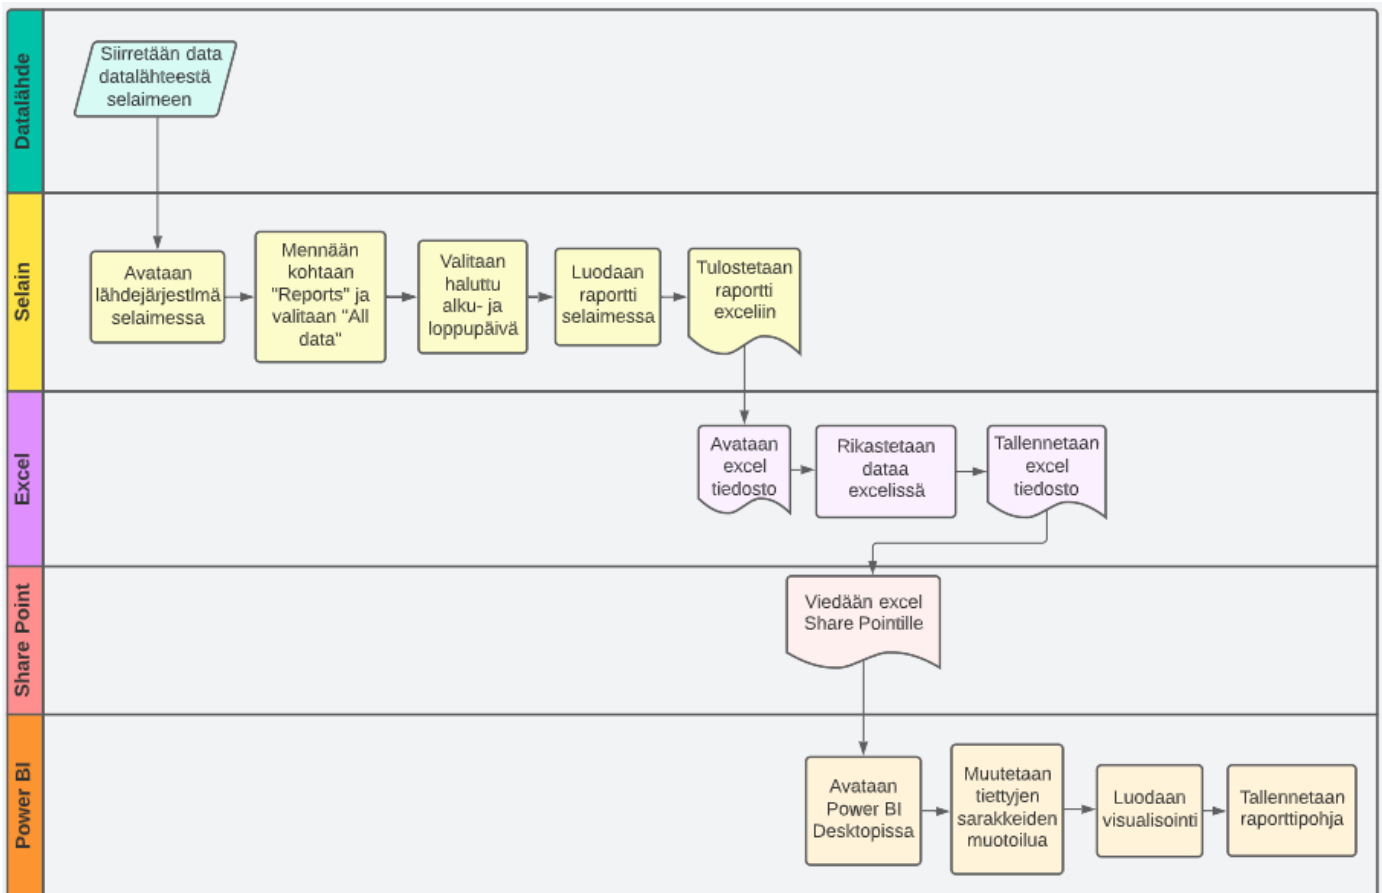 Datalähde
Siirretään data
datalähteestä
selaimeen
Selain
Avataan
lähdejärjestlmä
selaimessa
Mennään
kohtaan
"Reports" ja
valitaan "All
data"
Valitaan
haluttu
alku- ja
loppupäivä
Luodaan
raportti
selaimessa
Tulostetaan
raportti
exceliin
Excel
Avataan
excel
tiedosto
Rikastetaan
dataa
excelissä
Tallennetaan
excel
tiedosto
Share Point
Viedään excel
Share Pointille
Power BI
Avataan
Power BI
Desktopissa
Muutetaan
tiettyjen
sarakkeiden
muotoilua
Luodaan
visualisointi
Tallennetaan
raporttipohja